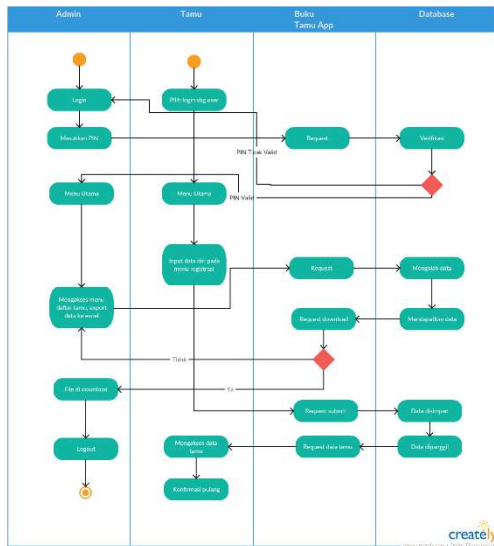 Admin
Tamu
Buku
Tamu App
Database
Login
Pilih login sbg user
Masukkan PIN
Request
Verifikasi
PIN Tidak Valid
PIN Valid
Menu Utama
Menu Utama
Input data diri pada
menu registrasi
Mengakses menu
daftar tamu, export
data ke excel
Request
Mengolah data
Request download
Mendapatkan data
Tidak
Ya
File di download
Request submit
Data disimpan
Logout
Mengakses data
tamu
Request data tamu
Data dipanggil
Konfirmasi pulang
creately